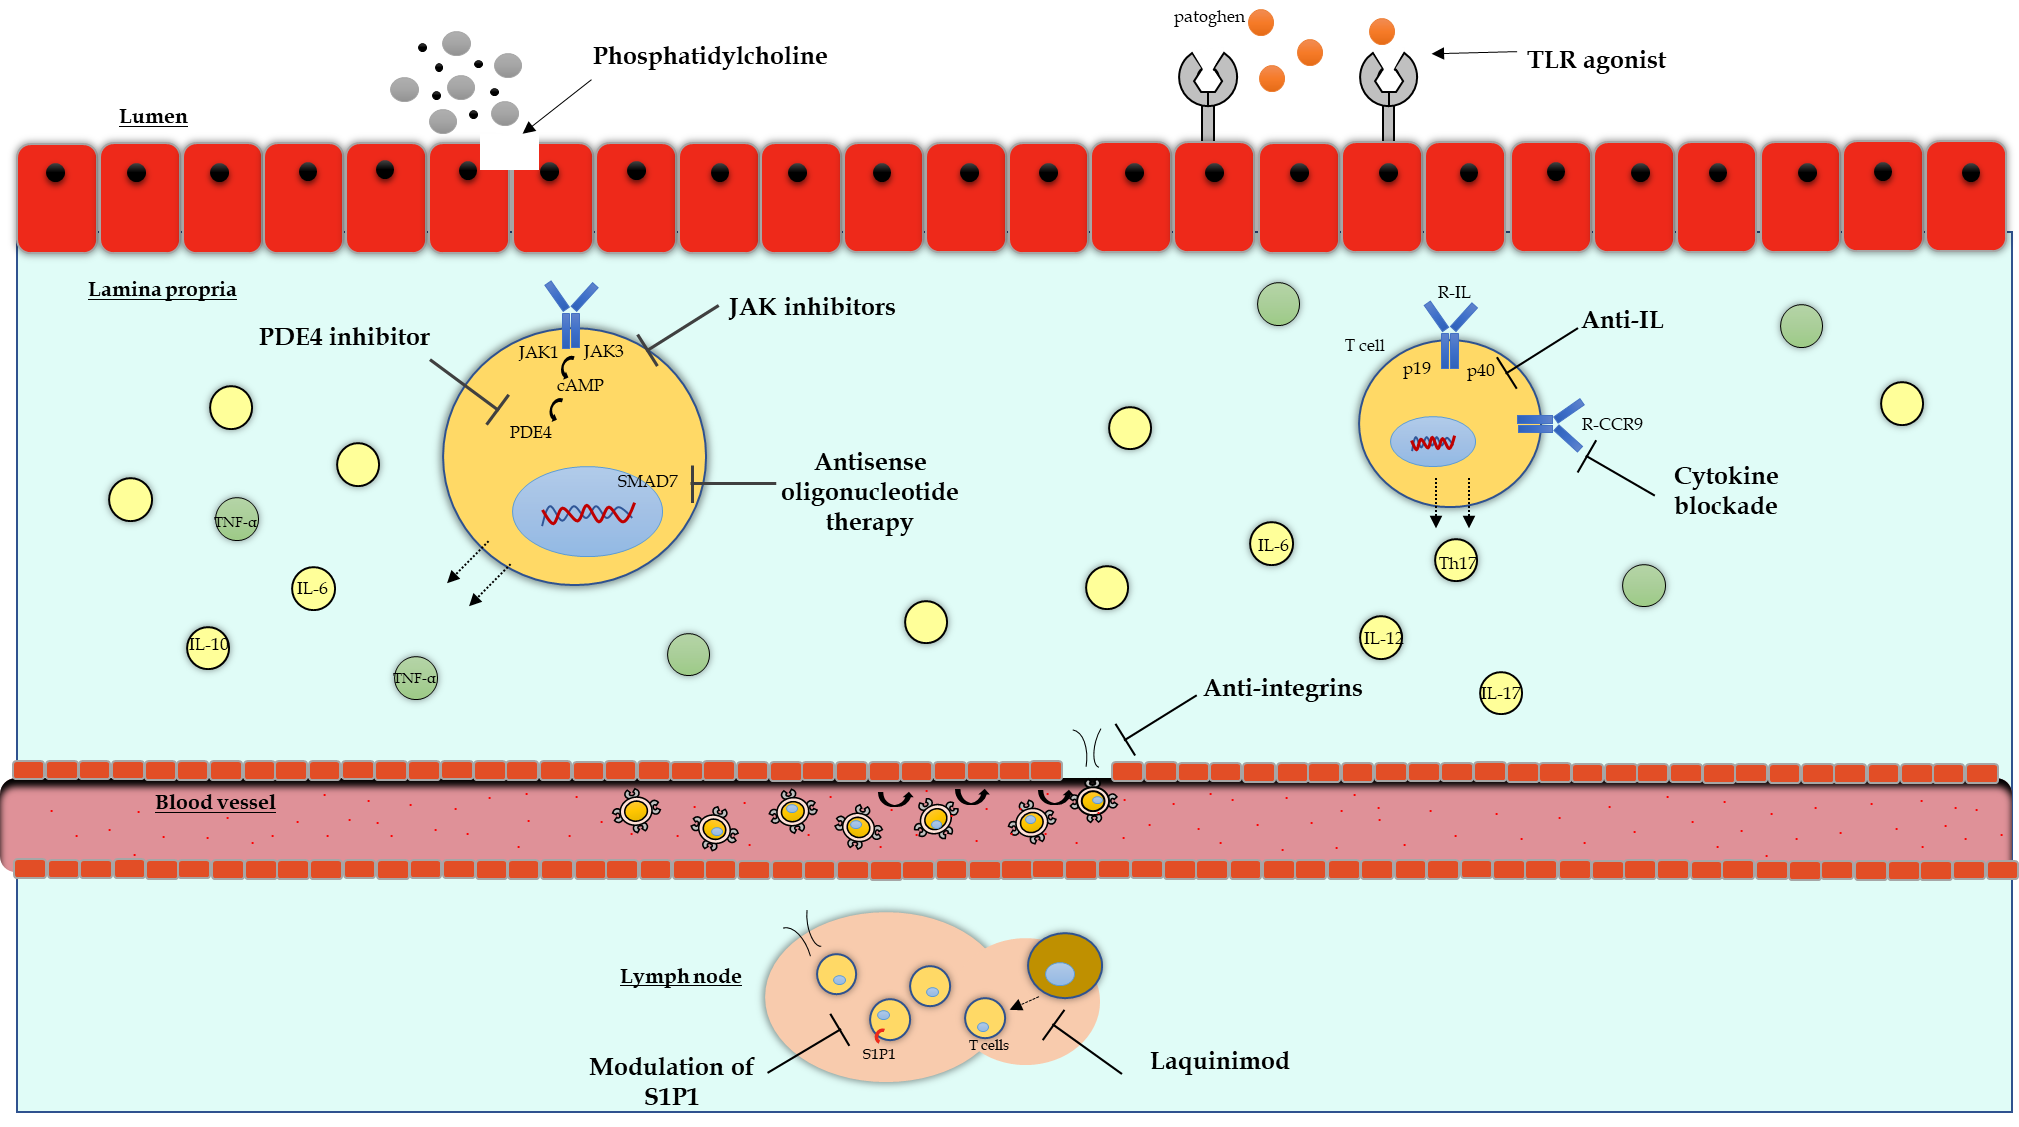 patoghen
Phosphatidylcholine
TLR agonist
Lumen
Lamina propria
R-IL
JAK inhibitors
Anti-IL
PDE4 inhibitor
T cell
JAK1
JAK3
p19
p40
cAMP
R-CCR9
PDE4
Antisense
oligonucleotide
therapy
SMAD7
Cytokine
blockade
TNF-α
IL-6
Th17
IL-6
IL-10
IL-12
TNF-α
Anti-integrins
IL-17
Blood vessel
Lymph node
S1P1
T cells
Modulation of
S1P1
Laquinimod